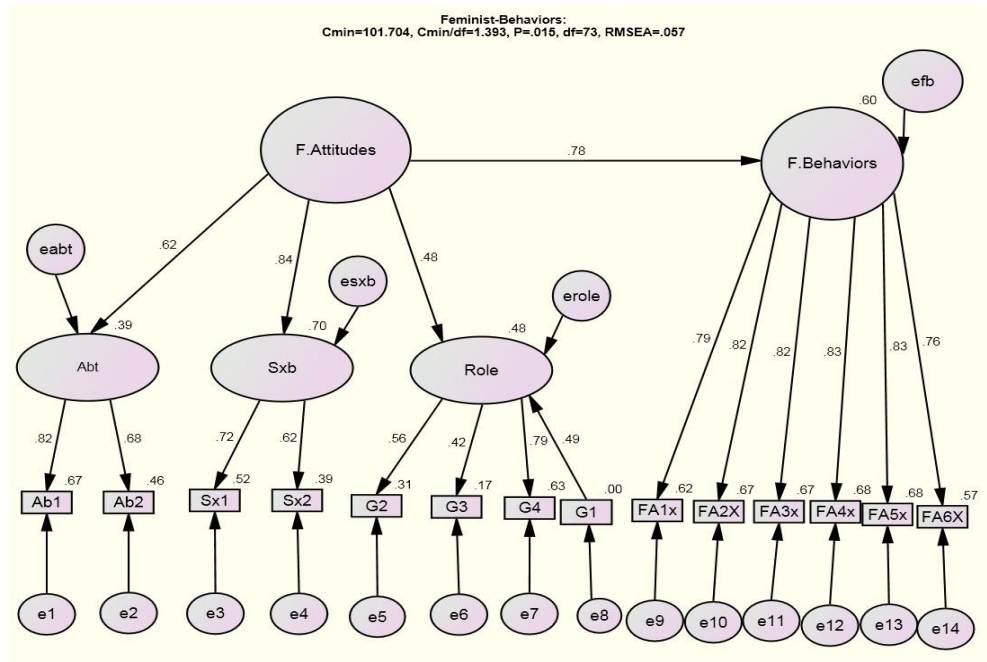 Feminist-Behaviors:
Cmin=101.704, Cmin/df=1.393, P=.015, df=73, RMSEA=.057
efb
.60
F.Attitudes
.78
F.Behaviors
eabt
.62
.84
.48
esxb
erole
.39
.70
.48
Abt
Sxb
Role
.79
.82
.82
.83
.83
.76
.82
.68
.72
.62
.56
.42
.79
.49
.67
.46
.52
.39
.31
.17
.63
.00
.62
.67
.67
.68
.68
.57
Ab1
Ab2
Sx1
Sx2
G2
G3
G4
G1
FA1x
FA2X
FA3x
FA4x
FA5x
FA6X
e1
e2
e3
e4
e5
e6
e7
e8
e9
e10
e11
e12
e13
e14